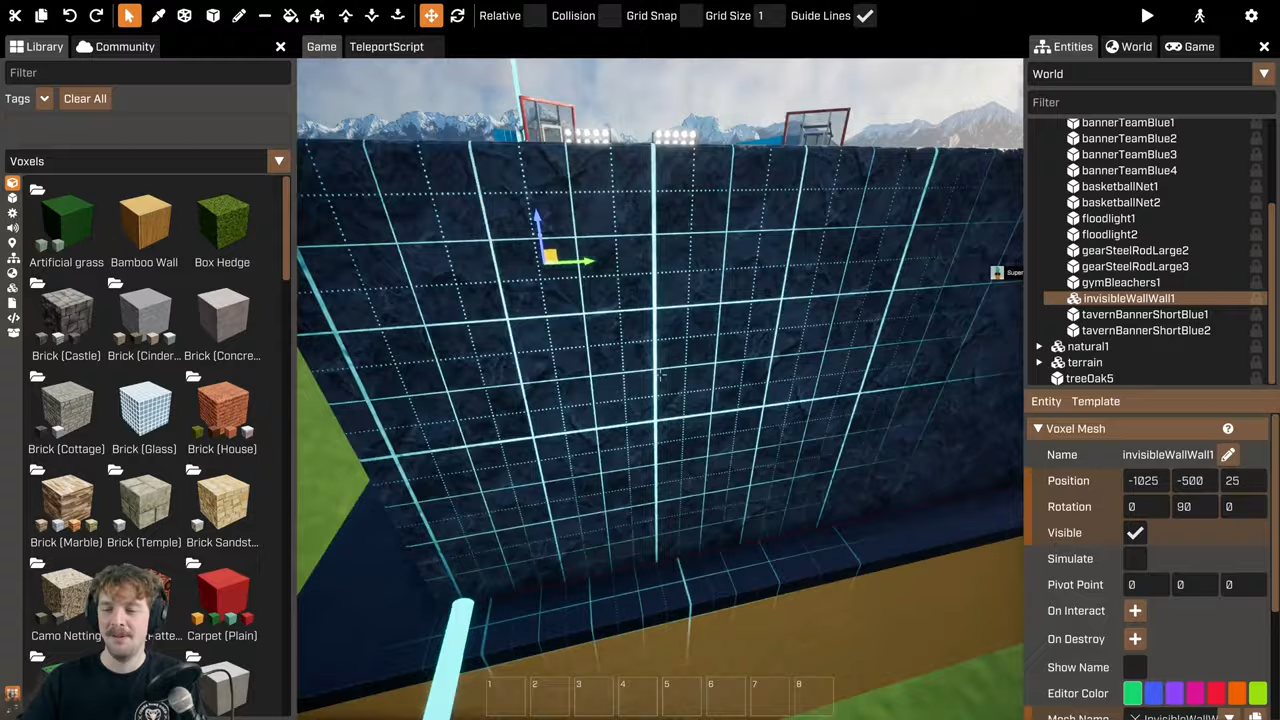 Relative Collision Grid Snap Grid Size 1 Guide Lines
Library Community
Game TeleportScript
Entities World Game
Filter
Tags Clear All
Voxels
Artificial grass Bamboo Wall Box Hedge
Brick (Castle) Brick (Cinder... Brick (Concre...
Brick (Cottage) Brick (Glass) Brick (House)
Brick (Marble) Brick (Temple) Brick Sandst...
Camo Netting Carpet (Plain)
Super
1 2 3 4 5 6 7 8
World
Filter
bannerTeamBlue1
bannerTeamBlue2
bannerTeamBlue3
bannerTeamBlue4
basketballNet1
basketballNet2
floodlight1
floodlight2
gearSteelRodLarge2
gearSteelRodLarge3
gymBleachers1
invisibleWallWall1
tavernBannerShortBlue1
tavernBannerShortBlue2
natural1
terrain
treeOak5
Entity Template
Voxel Mesh ?
Name invisibleWallWall1
Position -1025 -500 25
Rotation 0 90 0
Visible
Simulate
Pivot Point 0 0 0
On Interact
On Destroy
Show Name
Editor Color